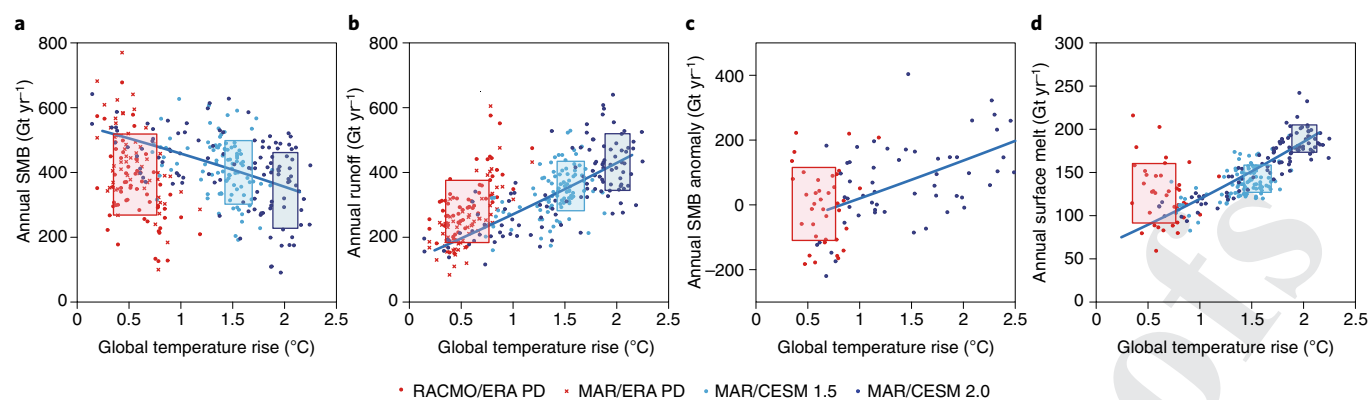 a
800
600
400
200
0
Annual SMB (Gt yr⁻¹)
0 0.5 1 1.5 2 2.5
Global temperature rise (°C)
b
800
600
400
200
0
Annual runoff (Gt yr⁻¹)
0 0.5 1 1.5 2 2.5
Global temperature rise (°C)
c
400
200
0
−200
Annual SMB anomaly (Gt yr⁻¹)
0 0.5 1 1.5 2 2.5
Global temperature rise (°C)
d
300
250
200
150
100
50
0
Annual surface melt (Gt yr⁻¹)
0 0.5 1 1.5 2 2.5
Global temperature rise (°C)
RACMO/ERA PD MAR/ERA PD MAR/CESM 1.5 MAR/CESM 2.0
ofs